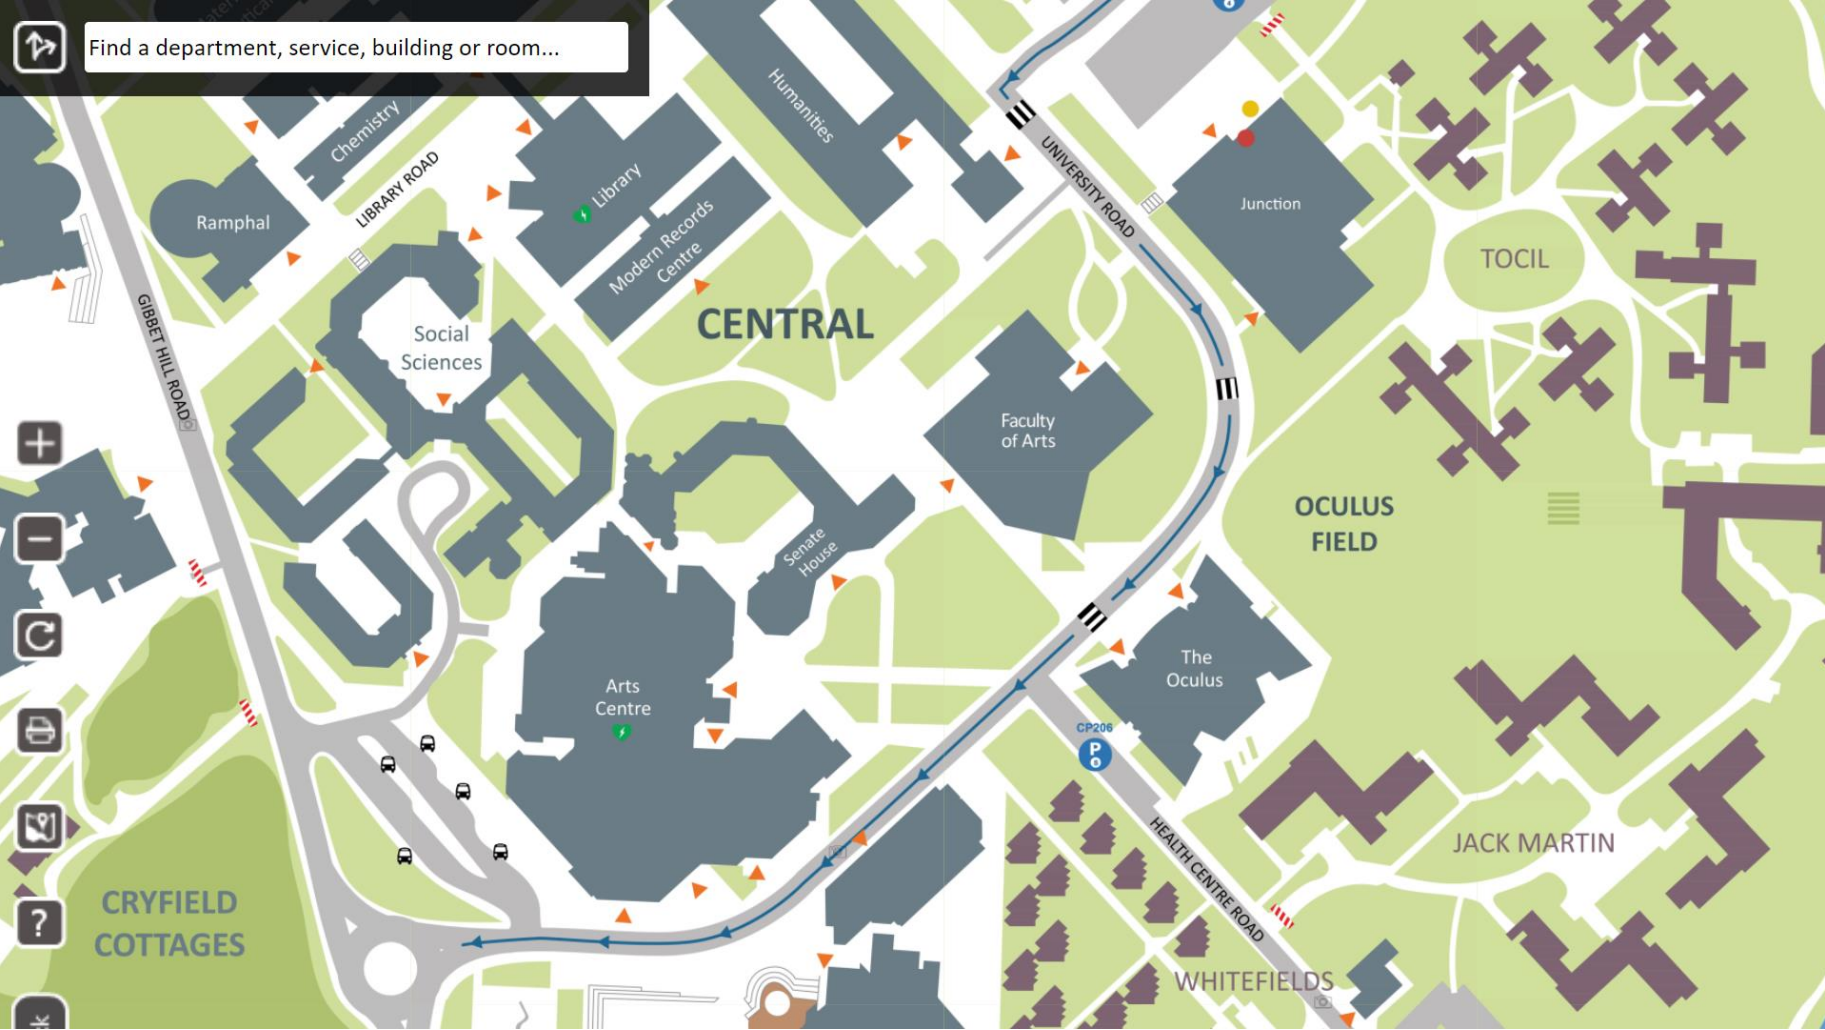 Find a department, service, building or room...
Chemistry
LIBRARY ROAD
Ramphal
Library
Modern Records
Centre
Humanities
UNIVERSITY ROAD
Junction
TOCIL
GIBBET HILL ROAD
Social
Sciences
CENTRAL
Faculty
of Arts
OCULUS
FIELD
Senate
House
Arts
Centre
The
Oculus
CP206
P
8
HEALTH CENTRE ROAD
JACK MARTIN
CRYFIELD
COTTAGES
WHITEFIELDS
?